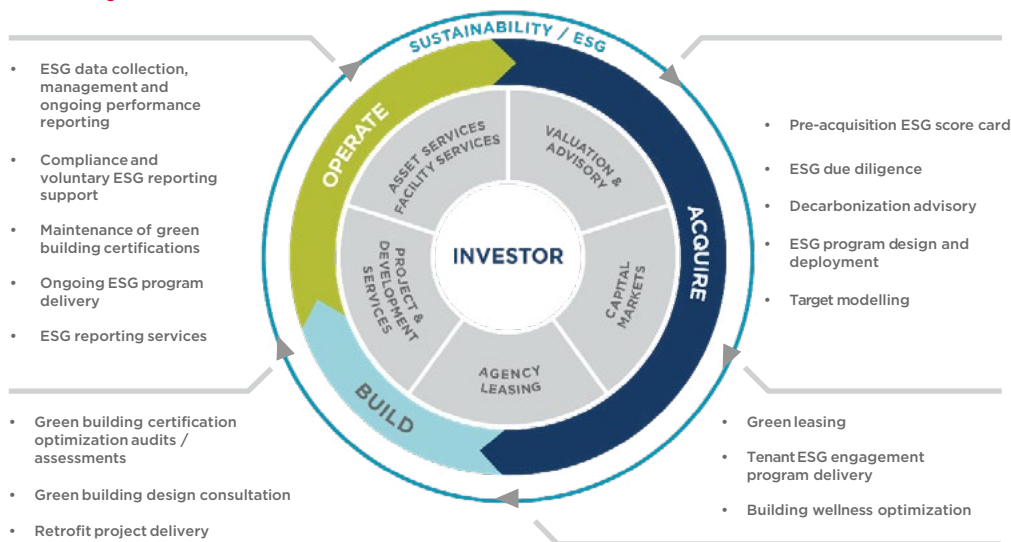 SUSTAINABILITY / ESG
• ESG data collection,
management and
ongoing performance
reporting
• Compliance and
voluntary ESG reporting
support
• Maintenance of green
building certifications
• Ongoing ESG program
delivery
• ESG reporting services
OPERATE
ASSET SERVICES
FACILITY SERVICES
VALUATION &
ADVISORY
ACQUIRE
INVESTOR
PROJECT &
DEVELOPMENT
SERVICES
CAPITAL
MARKETS
AGENCY
LEASING
BUILD
• Pre-acquisition ESG score card
• ESG due diligence
• Decarbonization advisory
• ESG program design and
deployment
• Target modelling
• Green building certification
optimization audits /
assessments
• Green building design consultation
• Retrofit project delivery
• Green leasing
• Tenant ESG engagement
program delivery
• Building wellness optimization